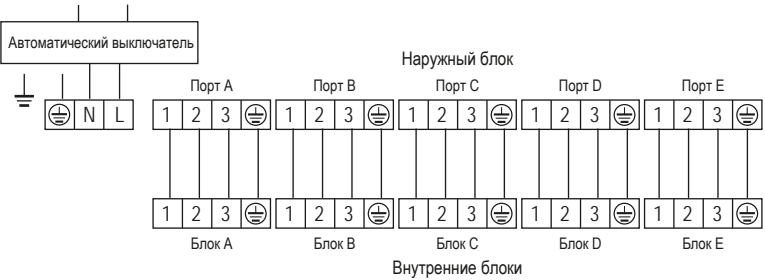 Автоматический выключатель
Наружный блок
Порт A Порт B Порт C Порт D Порт E
N L 1 2 3 1 2 3 1 2 3 1 2 3 1 2 3
1 2 3 1 2 3 1 2 3 1 2 3 1 2 3
Блок A Блок B Блок C Блок D Блок E
Внутренние блоки